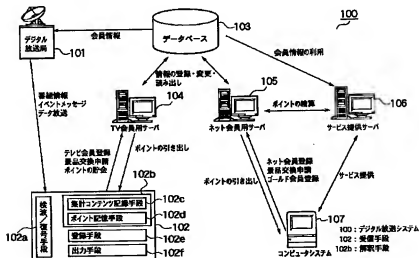 100
会員情報
データベース
103
デジタル
放送局
101
会員情報の利用
情報の登録・変更・
読み出し
105
104
106
番組情報
イベントメッセージ
データ放送
TV会員用サーバ
ネット会員用サーバ
ポイントの精算
サービス提供サーバ
テレビ会員登録
景品交換申請
ポイントの貯金
ポイントの引き出し
102b
102c
102d
102
102e
102f
102a
検波/復号手段
集計コンテンツ記録手段
ポイント記憶手段
登録手段
出力手段
ポイントの引き出し
ネット会員登録
景品交換申請
ゴールド会員登録
サービス提供
107
コンピュータシステム
100:デジタル放送システム
102:受信手段
102b:解釈手段